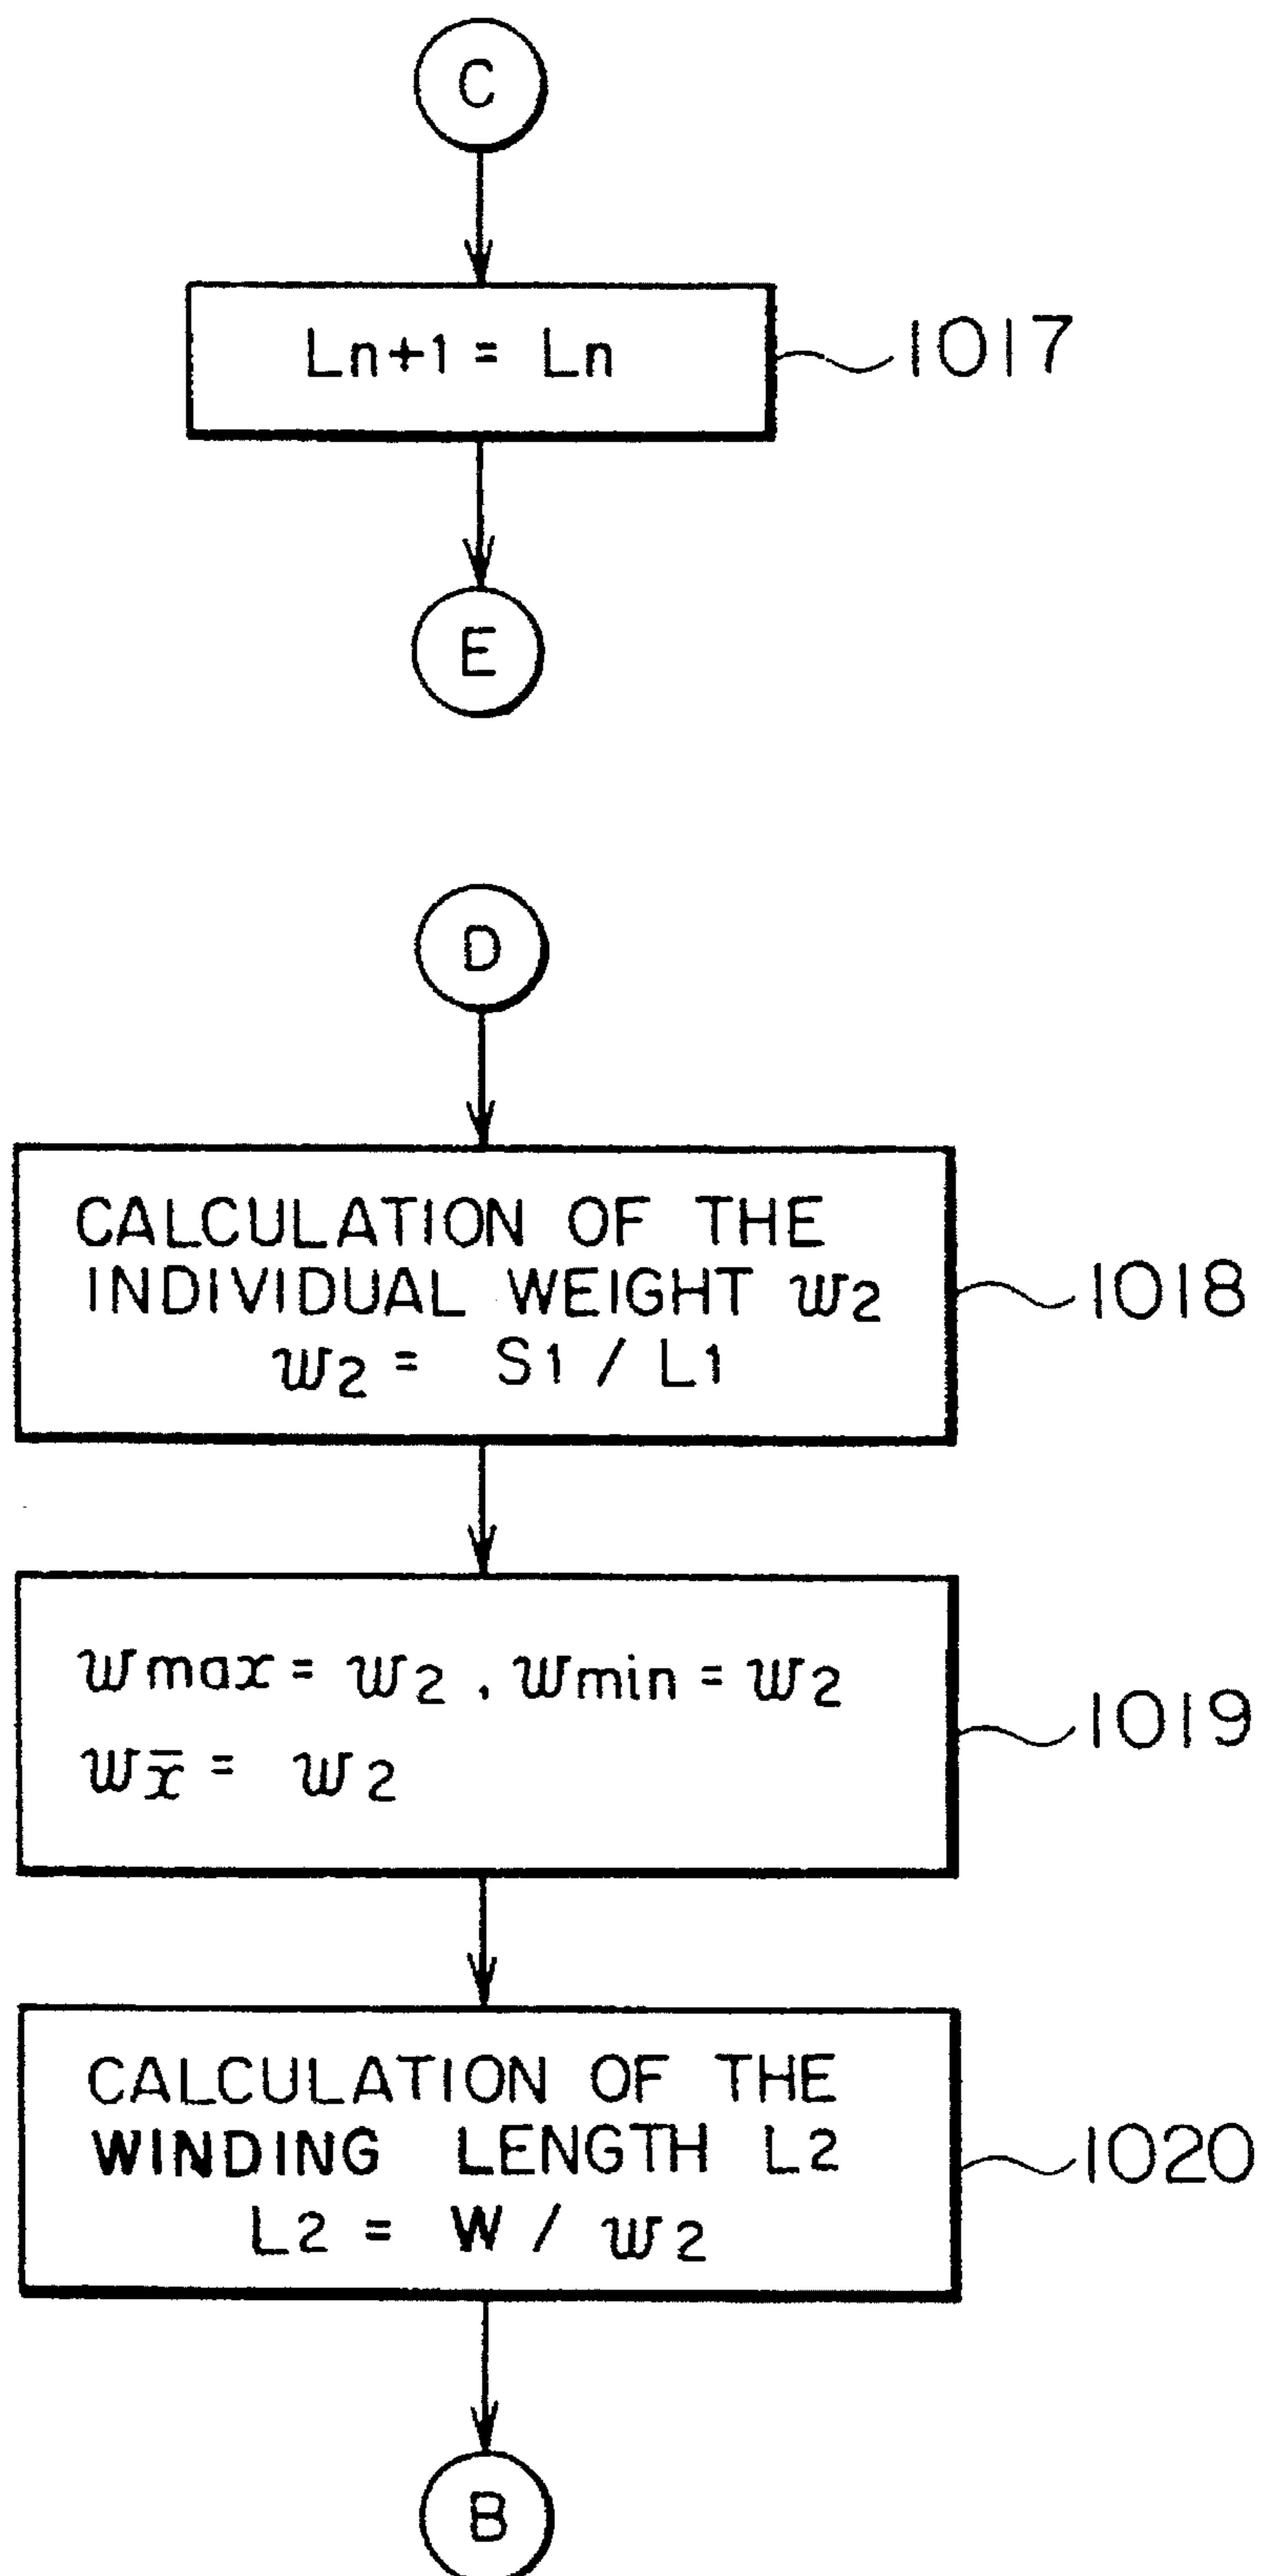 C
Ln+1 = Ln
1017
E
D
CALCULATION OF THE
INDIVIDUAL WEIGHT w2
w2 = S1 / L1
1018
wmax = w2 , wmin = w2
wx̄ = w2
1019
CALCULATION OF THE
WINDING LENGTH L2
L2 = W / w2
1020
B